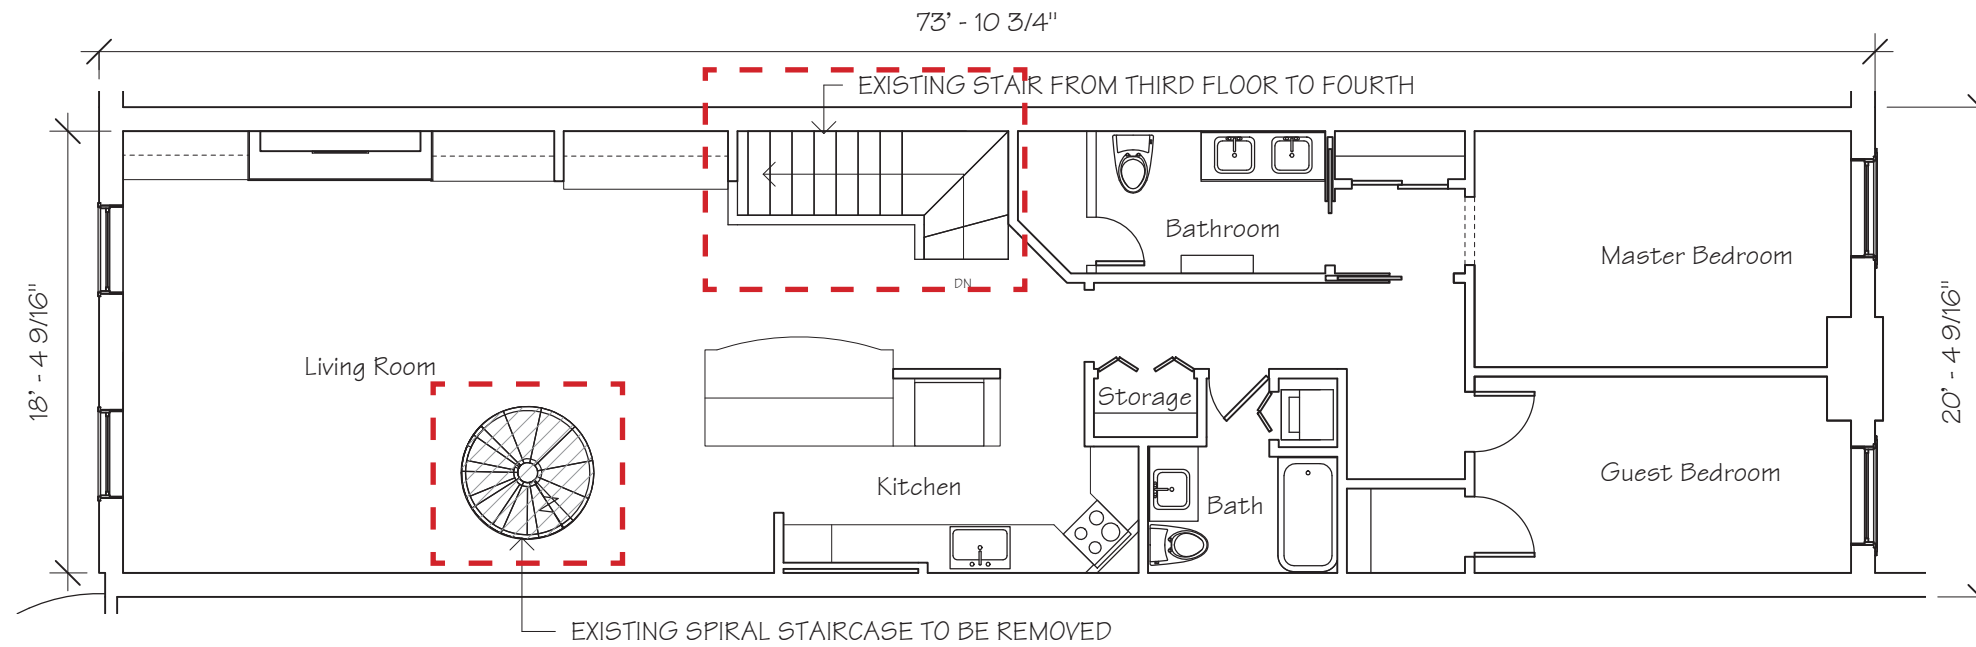 73' - 10 3/4"
EXISTING STAIR FROM THIRD FLOOR TO FOURTH
Bathroom
Master Bedroom
DN
18' - 4 9/16"
20' - 4 9/16"
Living Room
Storage
Kitchen
Bath
Guest Bedroom
EXISTING SPIRAL STAIRCASE TO BE REMOVED